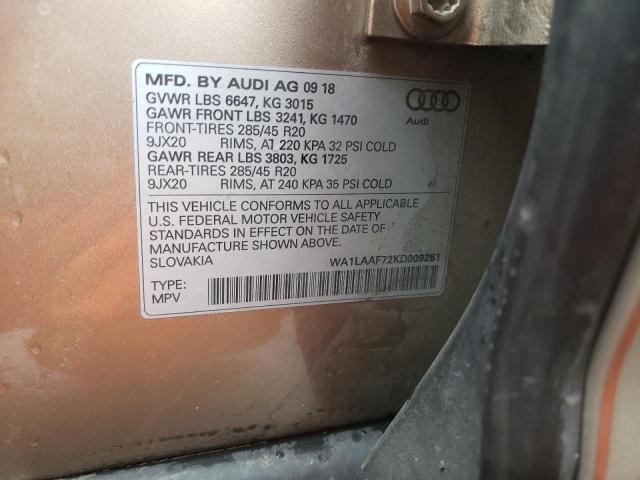 MFD. BY AUDI AG 09 18
GVWR LBS 6647, KG 3015
GAWR FRONT LBS 3241, KG 1470
FRONT-TIRES 285/45 R20
9JX20 RIMS, AT 220 KPA 32 PSI COLD
GAWR REAR LBS 3803, KG 1725
REAR-TIRES 285/45 R20
9JX20 RIMS, AT 240 KPA 35 PSI COLD
Audi
THIS VEHICLE CONFORMS TO ALL APPLICABLE
U.S. FEDERAL MOTOR VEHICLE SAFETY
STANDARDS IN EFFECT ON THE DATE OF
MANUFACTURE SHOWN ABOVE.
SLOVAKIA WA1LAAF72KD009261
TYPE:
MPV